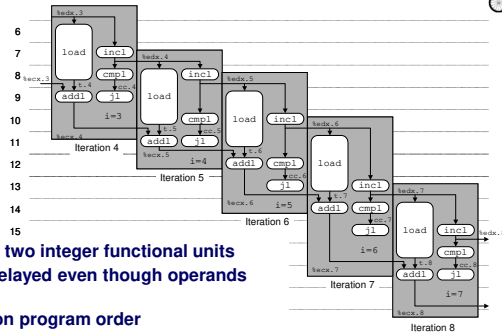 %edx.3
6
7
8
9
10
11
12
13
14
15
load
incl
cmpl
cc.4
%ecx.3
t.4
addl
jl
i=3
%ecx.4
Iteration 4
%edx.4
load
incl
cmpl
cc.5
t.5
addl
jl
%ecx.5
i=4
Iteration 5
%edx.5
load
incl
t.6
addl
cmpl
cc.6
jl
%ecx.6
i=5
Iteration 6
%edx.6
load
incl
t.7
addl
cmpl
cc.7
jl
i=6
%ecx.7
Iteration 7
%edx.7
load
incl
cmpl
cc.8
t.8
addl
jl
i=7
%ecx.8
Iteration 8
two integer functional units
elayed even though operands
on program order